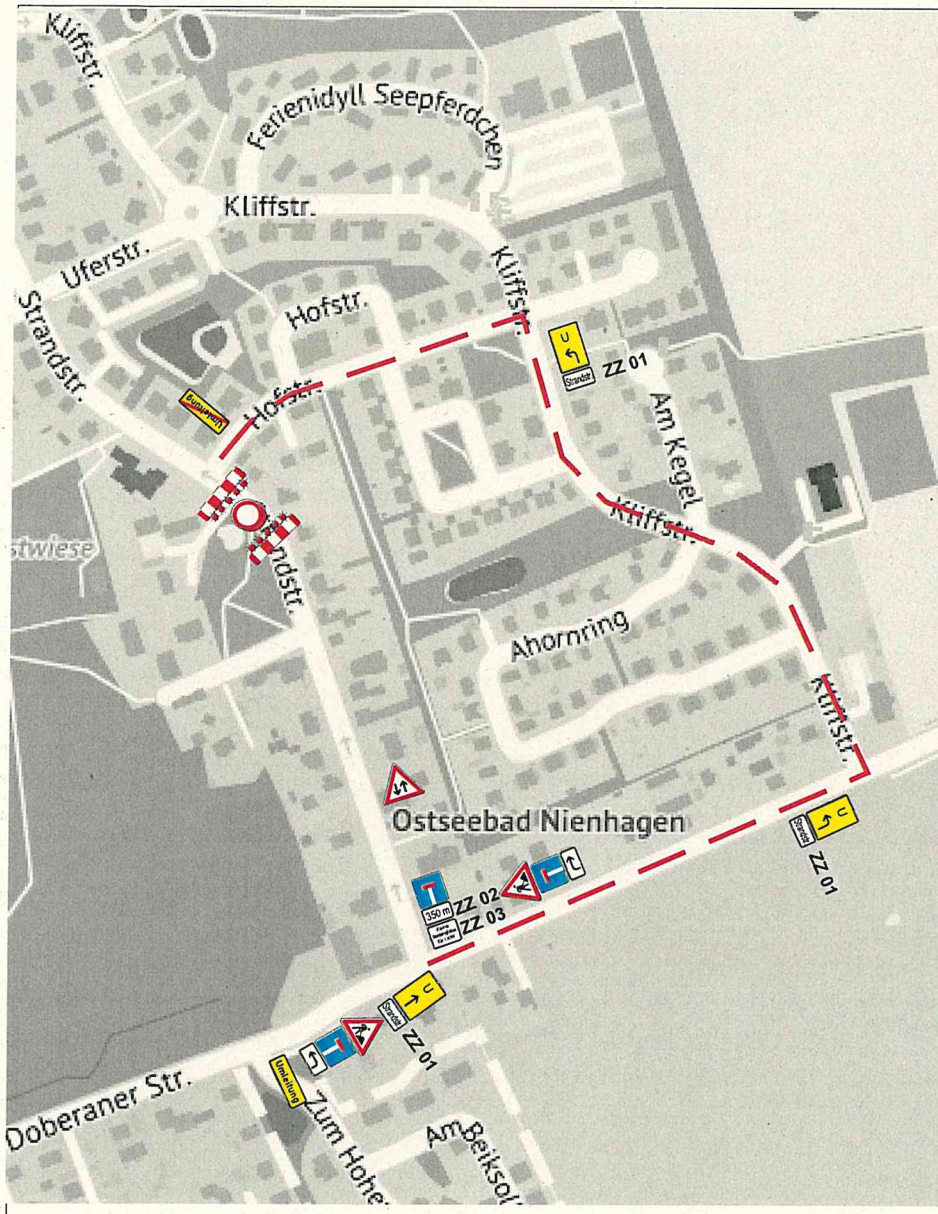 Kliffstr.
Ferienidyll Seepferdchen
Kliffstr.
Uferstr.
Kliffstr.
Hofstr.
Strandstr.
U
Strandstr.
ZZ 01
Umleitung
Hofstr.
Am Kegel
Kliffstr.
stwiese
ndstr.
Ahornring
Kliffstr.
Ostseebad Nienhagen
U
Strandstr.
ZZ 01
350 m
ZZ 02
ZZ 03
U
Strandstr.
ZZ 01
Umleitung
Doberaner Str.
Zum Hohe
Am
Beiksol